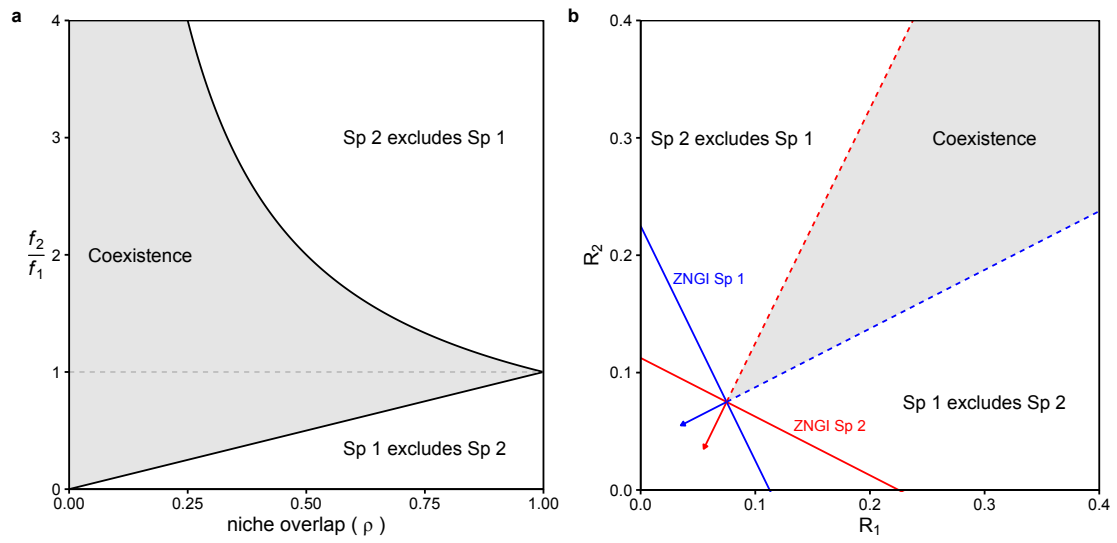 a
4
3
2
1
0
f2
f1
Sp 2 excludes Sp 1
Coexistence
Sp 1 excludes Sp 2
0.00 0.25 0.50 0.75 1.00
niche overlap ( ρ )
b
0.4
0.3
0.2
0.1
0.0
R2
Sp 2 excludes Sp 1
Coexistence
ZNGI Sp 1
Sp 1 excludes Sp 2
ZNGI Sp 2
0.0 0.1 0.2 0.3 0.4
R1